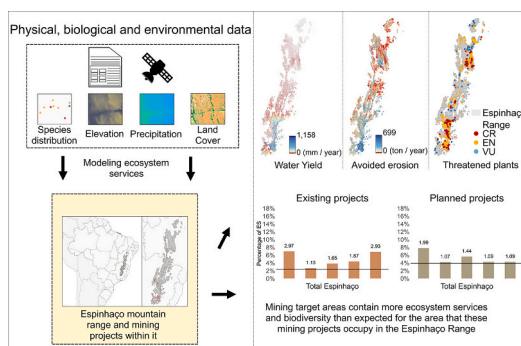 Physical, biological and environmental data
Species
distribution
Elevation
Precipitation
Land
Cover
Modeling ecosystem
services
Espinhaço mountain
range and mining
projects within it
1,158
0 (mm / year)
Water Yield
699
0 (ton / year)
Avoided erosion
Espinhaço
Range
CR
EN
VU
Threatened plants
Existing projects
Percentage of ES
18%
16%
14%
12%
10%
8%
6%
4%
2%
0%
2.97
1.13
1.65
1.87
2.93
Total Espinhaço
Planned projects
18%
16%
14%
12%
10%
8%
6%
4%
2%
0%
1.99
1.07
1.44
1.09
1.09
Total Espinhaço
Mining target areas contain more ecosystem services
and biodiversity than expected for the area that these
mining projects occupy in the Espinhaço Range